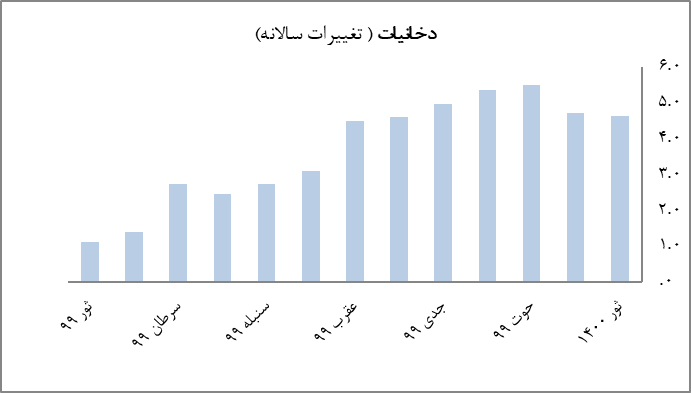 دخانیات ( تغییرات سالانه)
۶.۰
۵.۰
۴.۰
۳.۰
۲.۰
۱.۰
.۰
ثور ۹۹
سرطان ۹۹
سنبله ۹۹
عقرب ۹۹
جدی ۹۹
حوت ۹۹
ثور ۱۴۰۰